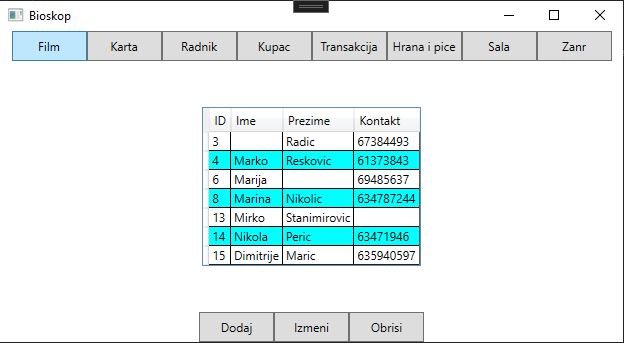 Bioskop
Film Karta Radnik Kupac Transakcija Hrana i pice Sala Zanr
ID Ime Prezime Kontakt
3 Radic 67384493
4 Marko Reskovic 61373843
6 Marija 69485637
8 Marina Nikolic 634787244
13 Mirko Stanimirovic
14 Nikola Peric 63471946
15 Dimitrije Maric 635940597
Dodaj Izmeni Obrisi